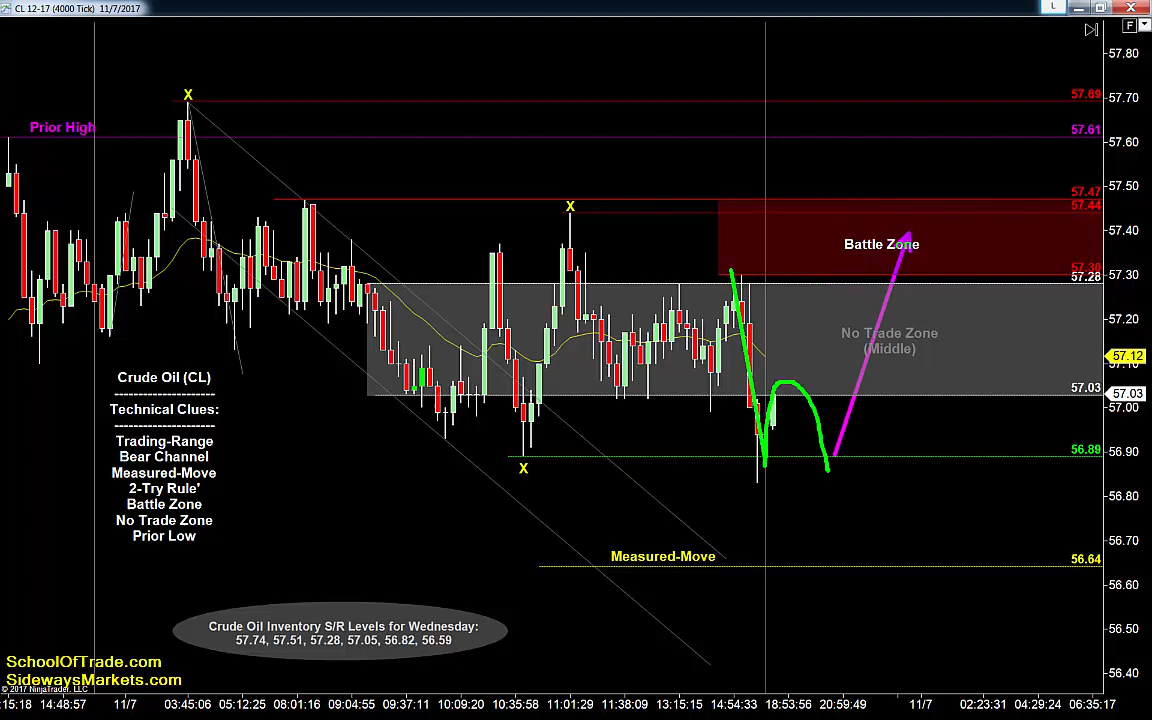 CL 12-17 (4000 Tick) 11/7/2017
L
F
57.80
X
57.69
57.70
Prior High
57.61
57.60
57.50
57.47
X
57.44
57.40
Battle Zone
57.30
57.28
57.20
No Trade Zone
(Middle)
57.12
57.10
Crude Oil (CL)
57.03
57.03
Technical Clues:
57.00
Trading-Range
Bear Channel
56.89
56.90
Measured-Move
X
2-Try Rule'
56.80
Battle Zone
No Trade Zone
Prior Low
56.70
Measured-Move
56.64
56.60
Crude Oil Inventory S/R Levels for Wednesday:
57.74, 57.51, 57.28, 57.05, 56.82, 56.59
56.50
SchoolOfTrade.com
56.40
SidewaysMarkets.com
© 2017 NinjaTrader, LLC
:15:18 14:48:57 11/7 03:45:06 05:12:25 08:01:16 09:04:55 09:37:11 10:09:20 10:35:58 11:01:29 11:38:09 13:15:15 14:54:33 18:53:56 20:59:49 11/7 02:23:31 04:29:24 06:35:17